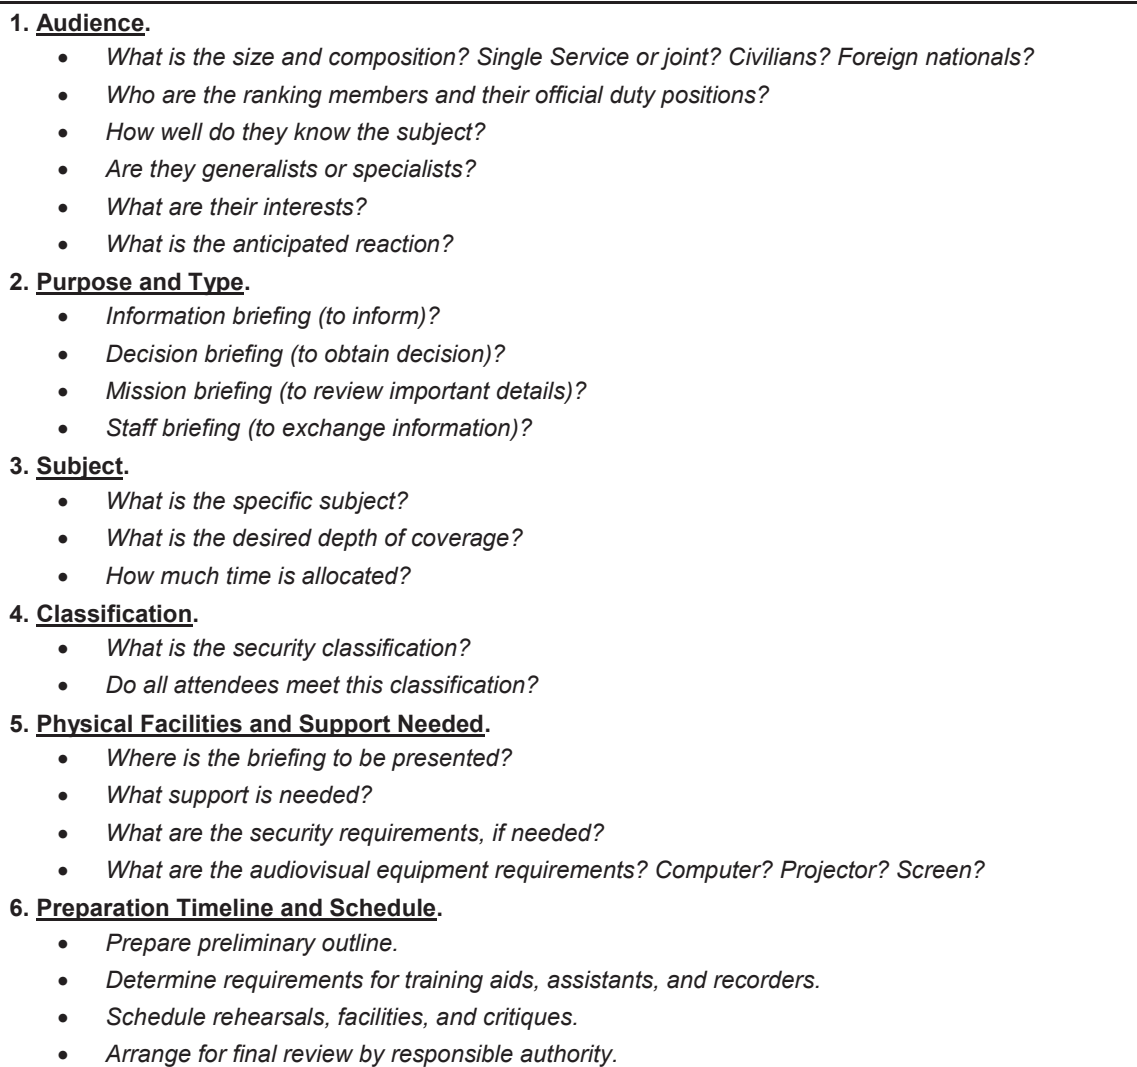 1. Audience.
• What is the size and composition? Single Service or joint? Civilians? Foreign nationals?
• Who are the ranking members and their official duty positions?
• How well do they know the subject?
• Are they generalists or specialists?
• What are their interests?
• What is the anticipated reaction?
2. Purpose and Type.
• Information briefing (to inform)?
• Decision briefing (to obtain decision)?
• Mission briefing (to review important details)?
• Staff briefing (to exchange information)?
3. Subject.
• What is the specific subject?
• What is the desired depth of coverage?
• How much time is allocated?
4. Classification.
• What is the security classification?
• Do all attendees meet this classification?
5. Physical Facilities and Support Needed.
• Where is the briefing to be presented?
• What support is needed?
• What are the security requirements, if needed?
• What are the audiovisual equipment requirements? Computer? Projector? Screen?
6. Preparation Timeline and Schedule.
• Prepare preliminary outline.
• Determine requirements for training aids, assistants, and recorders.
• Schedule rehearsals, facilities, and critiques.
• Arrange for final review by responsible authority.